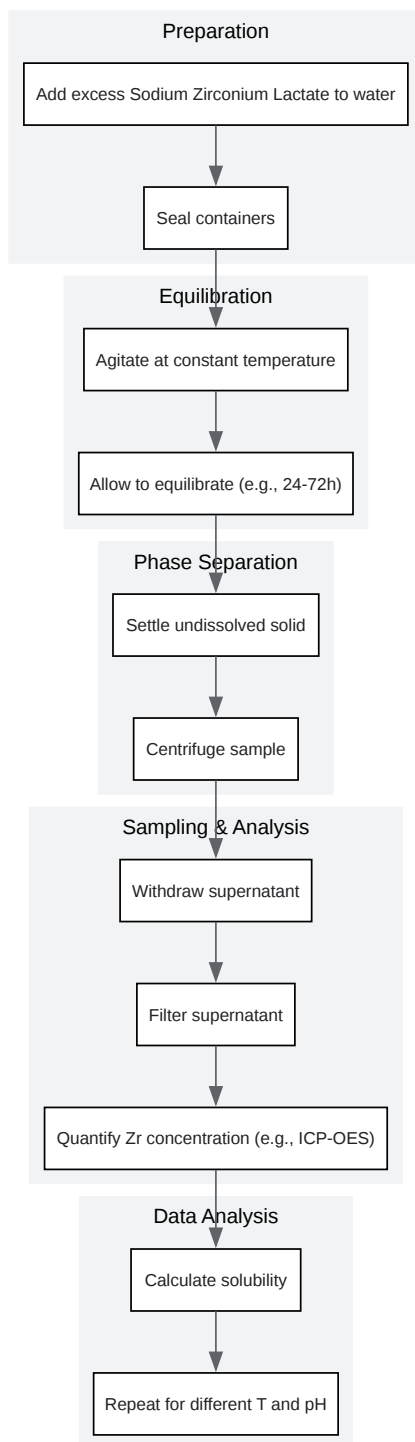 Preparation
Add excess Sodium Zirconium Lactate to water
Seal containers
Equilibration
Agitate at constant temperature
Allow to equilibrate (e.g., 24-72h)
Phase Separation
Settle undissolved solid
Centrifuge sample
Sampling & Analysis
Withdraw supernatant
Filter supernatant
Quantify Zr concentration (e.g., ICP-OES)
Data Analysis
Calculate solubility
Repeat for different T and pH